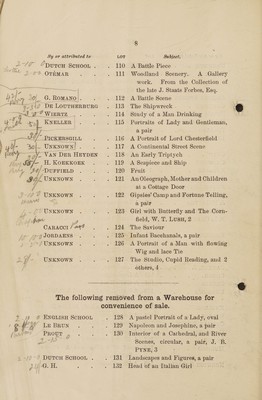 8
By or attributed to LOT Subject.
DUTCH SCHOOL . . 110 A Battle Piece
OTÉMAR . . . 111 Woodland Scenery. A Gallery
work. From the Collection of
the late J. Staats Forbes, Esq.
G. ROMANO . . . 112 A Battle Scene
DE LOUTHERBURG . 113 The Shipwreck
WIERTZ . . . 114 Study of a Man Drinking
KNELLER . . . 115 Portraits of Lady and Gentleman,
a pair
PICKERSGILL . . 116 A Portrait of Lord Chesterfield
UNKNOWN . . . 117 A Continental Street Scene
VAN DER HEYDEN . 118 An Early Triptych
H. KOEKOEK . . 119 A Seapiece and Ship
DUFFIELD . . . 120 Fruit
UNKNOWN . . . 121 An Oleograph, Mother and Children
at a Cottage Door
UNKNOWN . . . 122 Gipsies' Camp and Fortune Telling,
a pair
UNKNOWN . . . 123 Girl with Butterfly and The Corn-
field, W. T. LUSH, 2
CARACCI . . . 124 The Saviour
JORDAENS . . . 125 Infant Bacchanals, a pair
UNKNOWN . . . 126 A Portrait of a Man with flowing
Wig and lace Tie
UNKNOWN . . . 127 The Studio, Cupid Reading, and 2
others, 4
The following removed from a Warehouse for
convenience of sale.
ENGLISH SCHOOL . 128 A pastel Portrait of a Lady, oval
LE BRUN . . . 129 Napoleon and Josephine, a pair
PROUT . . . 130 Interior of a Cathedral, and River
Scenes, circular, a pair, J. B.
PYNE, 3
DUTCH SCHOOL . . 131 Landscapes and Figures, a pair
G. H. . . . 132 Head of an Italian Girl